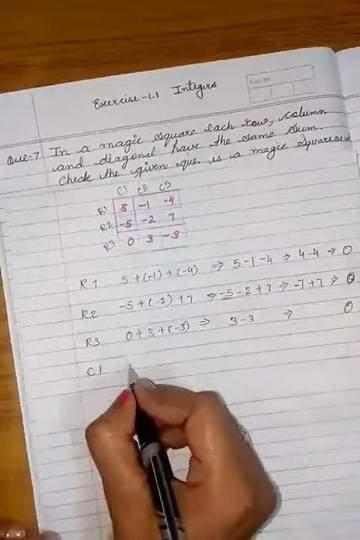 Exercise-1.1 Integers
Que-7 In a magic square each row, column
and diagonal have the same sum.
Check the given que. is a magic square
C1 C2 C3
R1 5 -1 -4
R2 -5 -2 7
R3 0 3 -3
R1 5+(-1)+(-4) ⇒ 5-1-4 ⇒ 4-4 ⇒ 0
R2 -5+(-2)+7 ⇒ -5-2+7 ⇒ -7+7 ⇒ 0
R3 0+3+(-3) ⇒ 3-3 ⇒ 0
C1